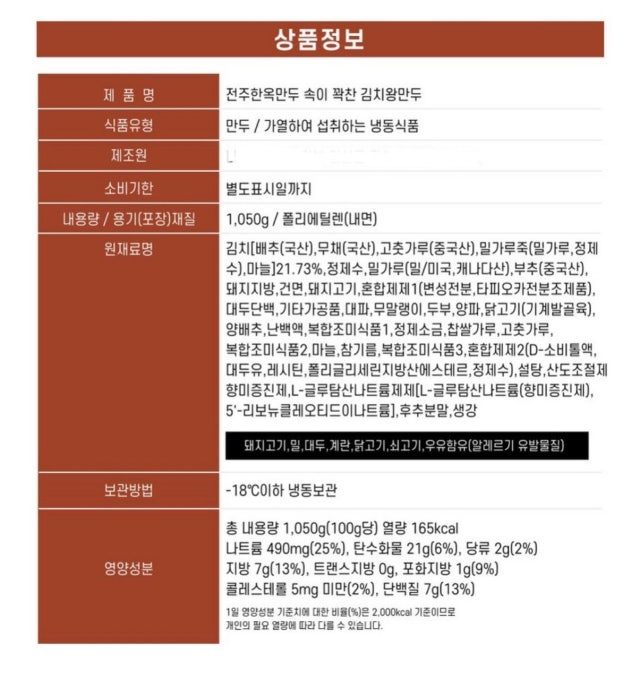 상품정보
제 품 명
전주한옥만두 속이 꽉찬 김치왕만두
식품유형
만두 / 가열하여 섭취하는 냉동식품
제조원
소비기한
별도표시일까지
내용량 / 용기(포장)재질
1,050g / 폴리에틸렌(내면)
원재료명
김치[배추(국산),무채(국산),고춧가루(중국산),밀가루죽(밀가루,정제
수),마늘]21.73%,정제수,밀가루(밀/미국,캐나다산),부추(중국산),
돼지지방,건면,돼지고기,혼합제제1(변성전분,타피오카전분조제품),
대두단백,기타가공품,대파,무말랭이,두부,양파,닭고기(기계발골육),
양배추,난백액,복합조미식품1,정제소금,찹쌀가루,고춧가루,
복합조미식품2,마늘,참기름,복합조미식품3,혼합제제2(D-소비톨액,
대두유,레시틴,폴리글리세린지방산에스테르,정제수),설탕,산도조절제
향미증진제,L-글루탐산나트륨제제[L-글루탐산나트륨(향미증진제),
5'-리보뉴클레오티드이나트륨],후추분말,생강
돼지고기,밀,대두,계란,닭고기,쇠고기,우유함유(알레르기 유발물질)
보관방법
-18℃이하 냉동보관
영양성분
총 내용량 1,050g(100g당) 열량 165kcal
나트륨 490mg(25%), 탄수화물 21g(6%), 당류 2g(2%)
지방 7g(13%), 트랜스지방 0g, 포화지방 1g(9%)
콜레스테롤 5mg 미만(2%), 단백질 7g(13%)
1일 영양성분 기준치에 대한 비율(%)은 2,000kcal 기준이므로
개인의 필요 열량에 따라 다를 수 있습니다.